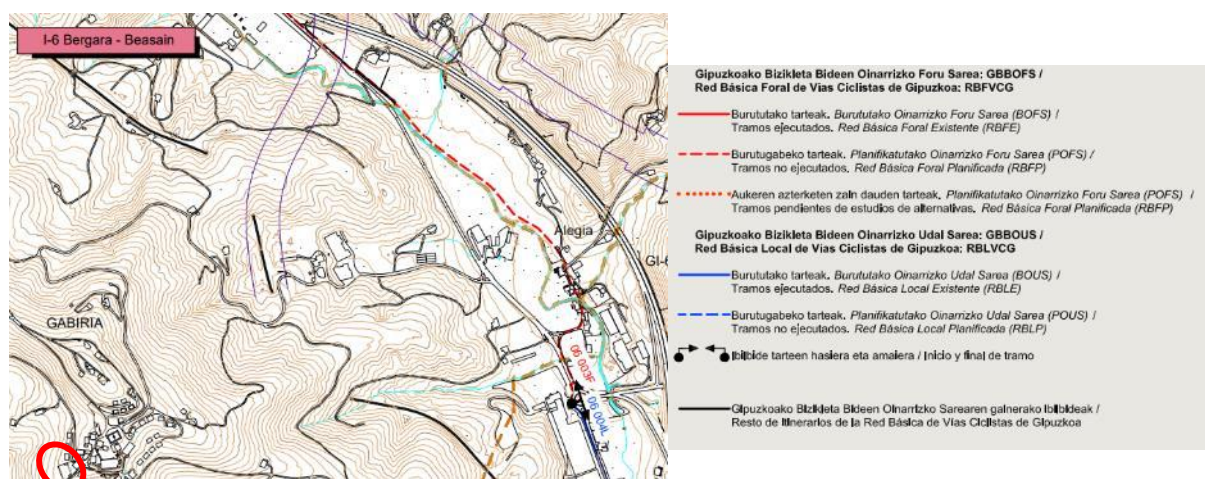 I-6 Bergara - Beasain
Alegia
GI-6
GABIRIA
06 003F
06 004L
Gipuzkoako Bizikleta Bideen Oinarrizko Foru Sarea: GBBOFS /
Red Básica Foral de Vías Ciclistas de Gipuzkoa: RBFVCG
Burututako tarteak. Burututako Oinarrizko Foru Sarea (BOFS) /
Tramos ejecutados. Red Básica Foral Existente (RBFE)
Burutugabeko tarteak. Planifikatutako Oinarrizko Foru Sarea (POFS) /
Tramos no ejecutados. Red Básica Foral Planificada (RBFP)
Aukeren azterketen zain dauden tarteak. Planifikatutako Oinarrizko Foru Sarea (POFS) /
Tramos pendientes de estudios de alternativas. Red Básica Foral Planificada (RBFP)
Gipuzkoako Bizikleta Bideen Oinarrizko Udal Sarea: GBBOUS /
Red Básica Local de Vías Ciclistas de Gipuzkoa: RBLVCG
Burututako tarteak. Burututako Oinarrizko Udal Sarea (BOUS) /
Tramos ejecutados. Red Básica Local Existente (RBLE)
Burutugabeko tarteak. Planifikatutako Oinarrizko Udal Sarea (POUS) /
Tramos no ejecutados. Red Básica Local Planificada (RBLP)
Ibilbide tarteen hasiera eta amaiera / Inicio y final de tramo
Gipuzkoako Bizikleta Bideen Oinarrizko Sarearen gainerako ibilbideak /
Resto de itinerarios de la Red Básica de Vías Ciclistas de Gipuzkoa